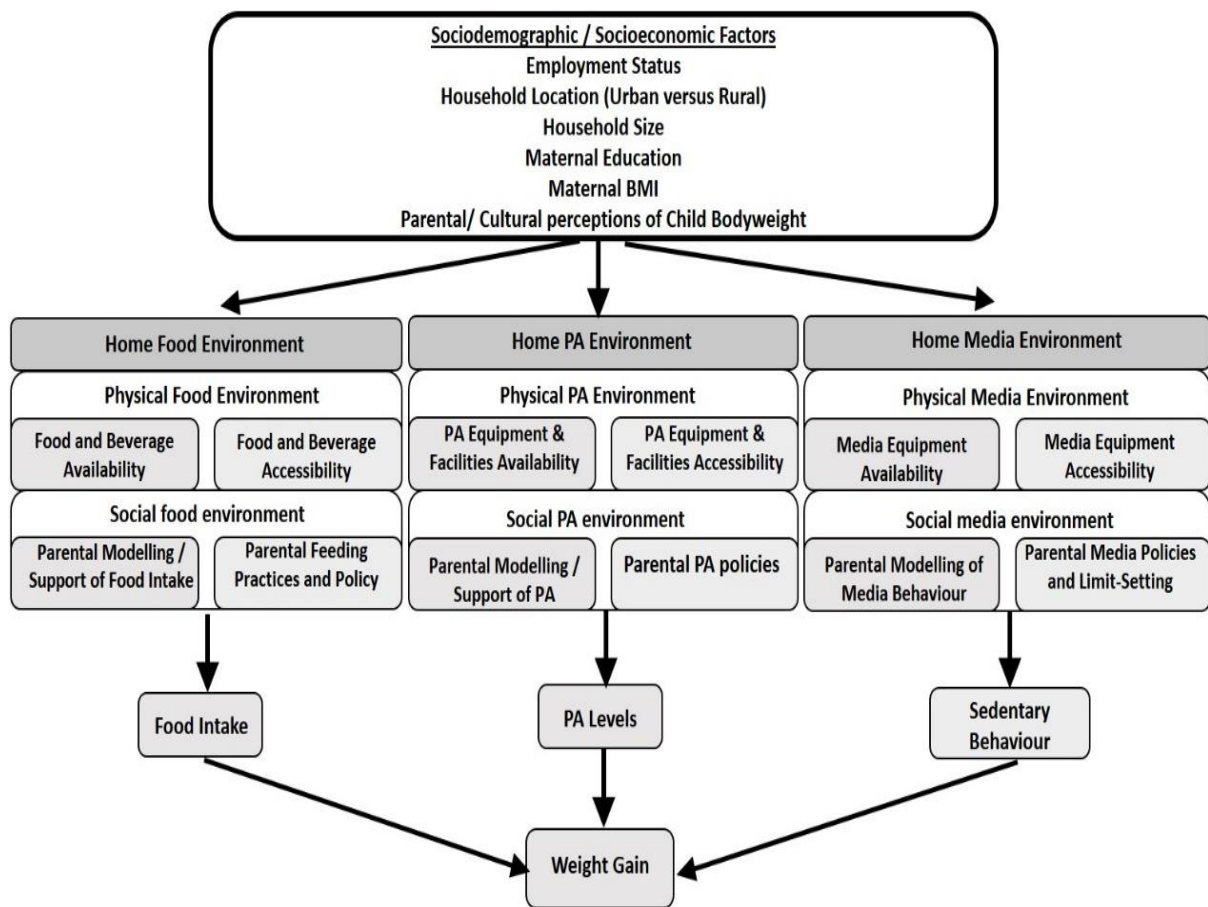 Sociodemographic / Socioeconomic Factors
Employment Status
Household Location (Urban versus Rural)
Household Size
Maternal Education
Maternal BMI
Parental/ Cultural perceptions of Child Bodyweight
Home Food Environment
Physical Food Environment
Food and Beverage
Availability
Food and Beverage
Accessibility
Social food environment
Parental Modelling /
Support of Food Intake
Parental Feeding
Practices and Policy
Home PA Environment
Physical PA Environment
PA Equipment &
Facilities Availability
PA Equipment &
Facilities Accessibility
Social PA environment
Parental Modelling /
Support of PA
Parental PA policies
Home Media Environment
Physical Media Environment
Media Equipment
Availability
Media Equipment
Accessibility
Social media environment
Parental Modelling of
Media Behaviour
Parental Media Policies
and Limit-Setting
Food Intake
PA Levels
Sedentary
Behaviour
Weight Gain